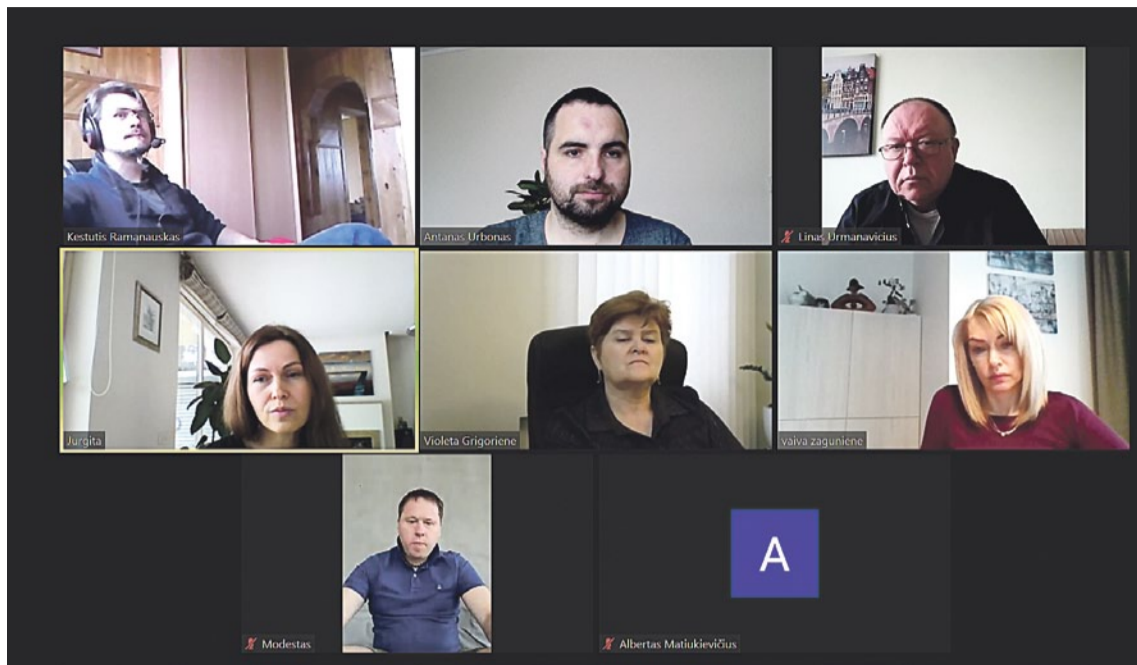 Kestutis Ramanauskas
Antanas Urbonas
Linas Urmanavicius
Jurgita
Violeta Grigoriene
vaiva zaguniene
Modestas
A
Albertas Matiukievičius